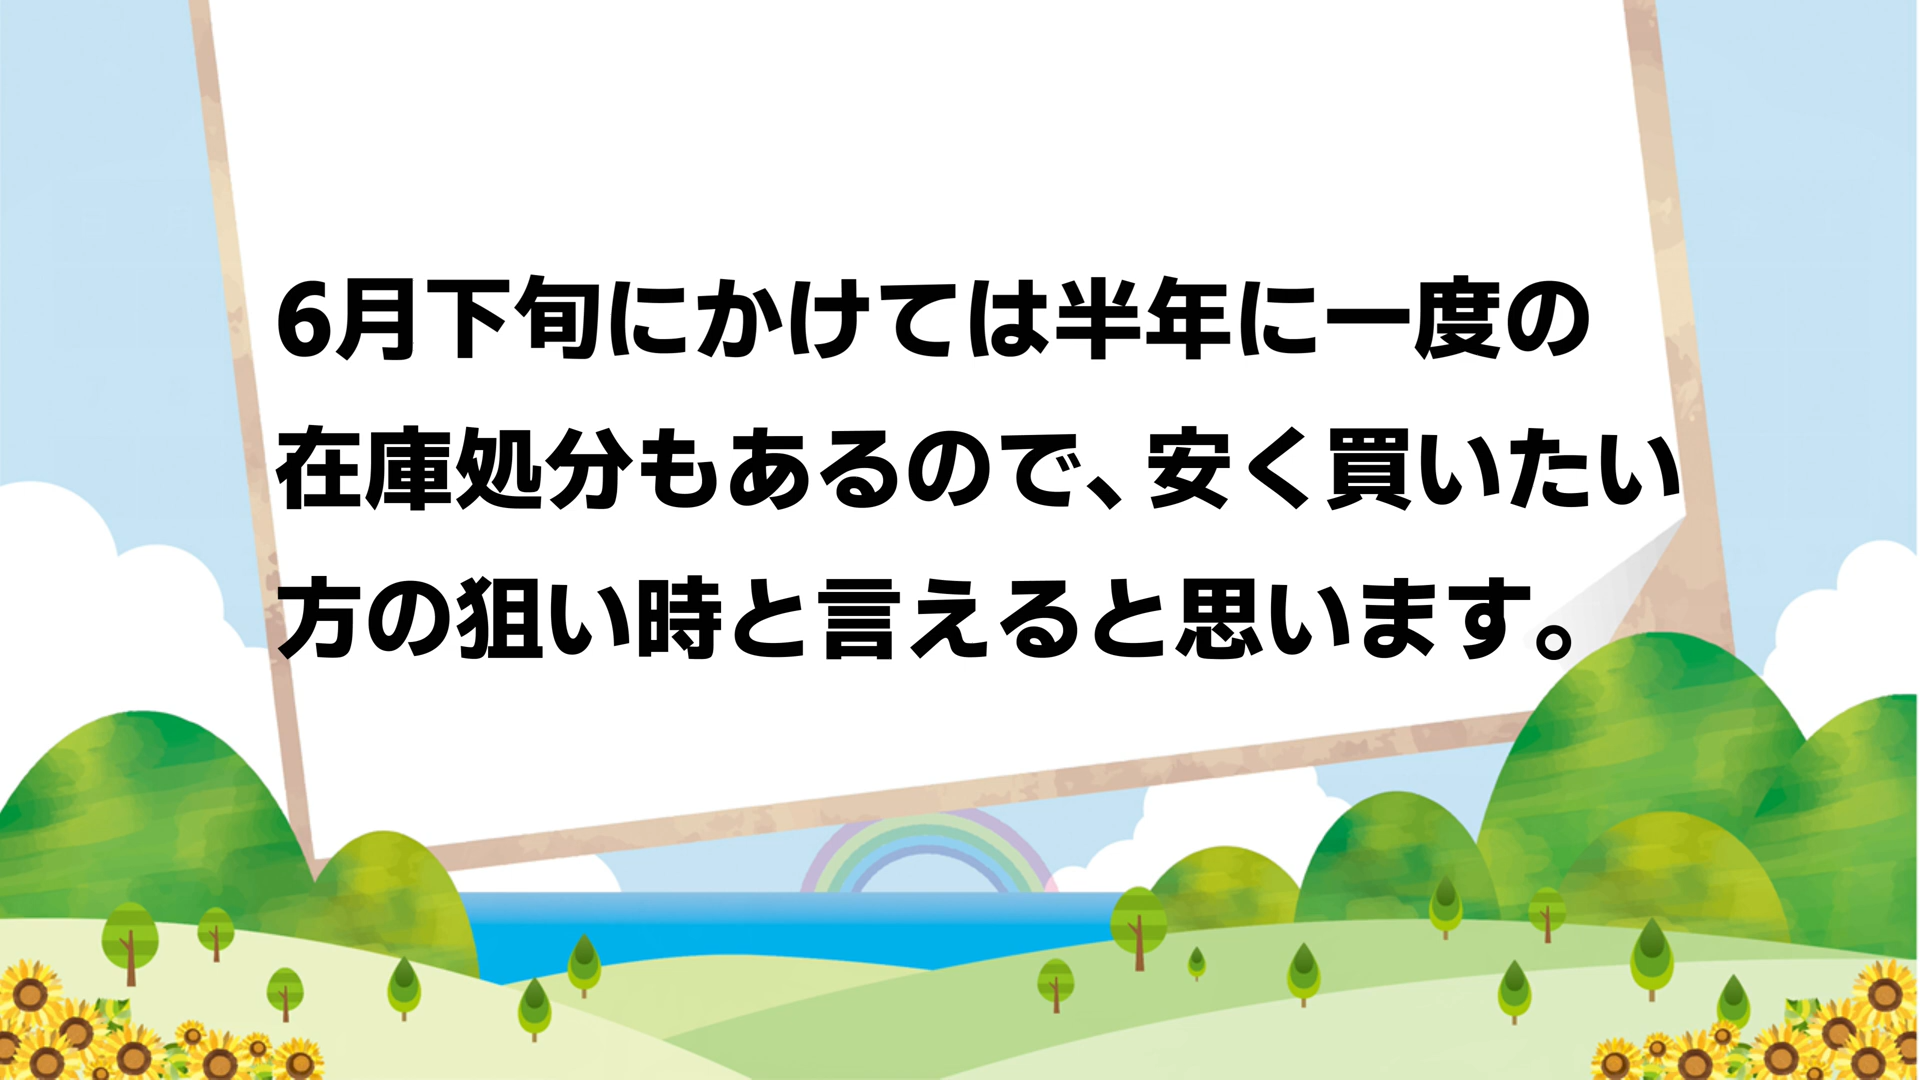 6月下旬にかけては半年に一度の
在庫処分もあるので、安く買いたい
方の狙い時と言えると思います。